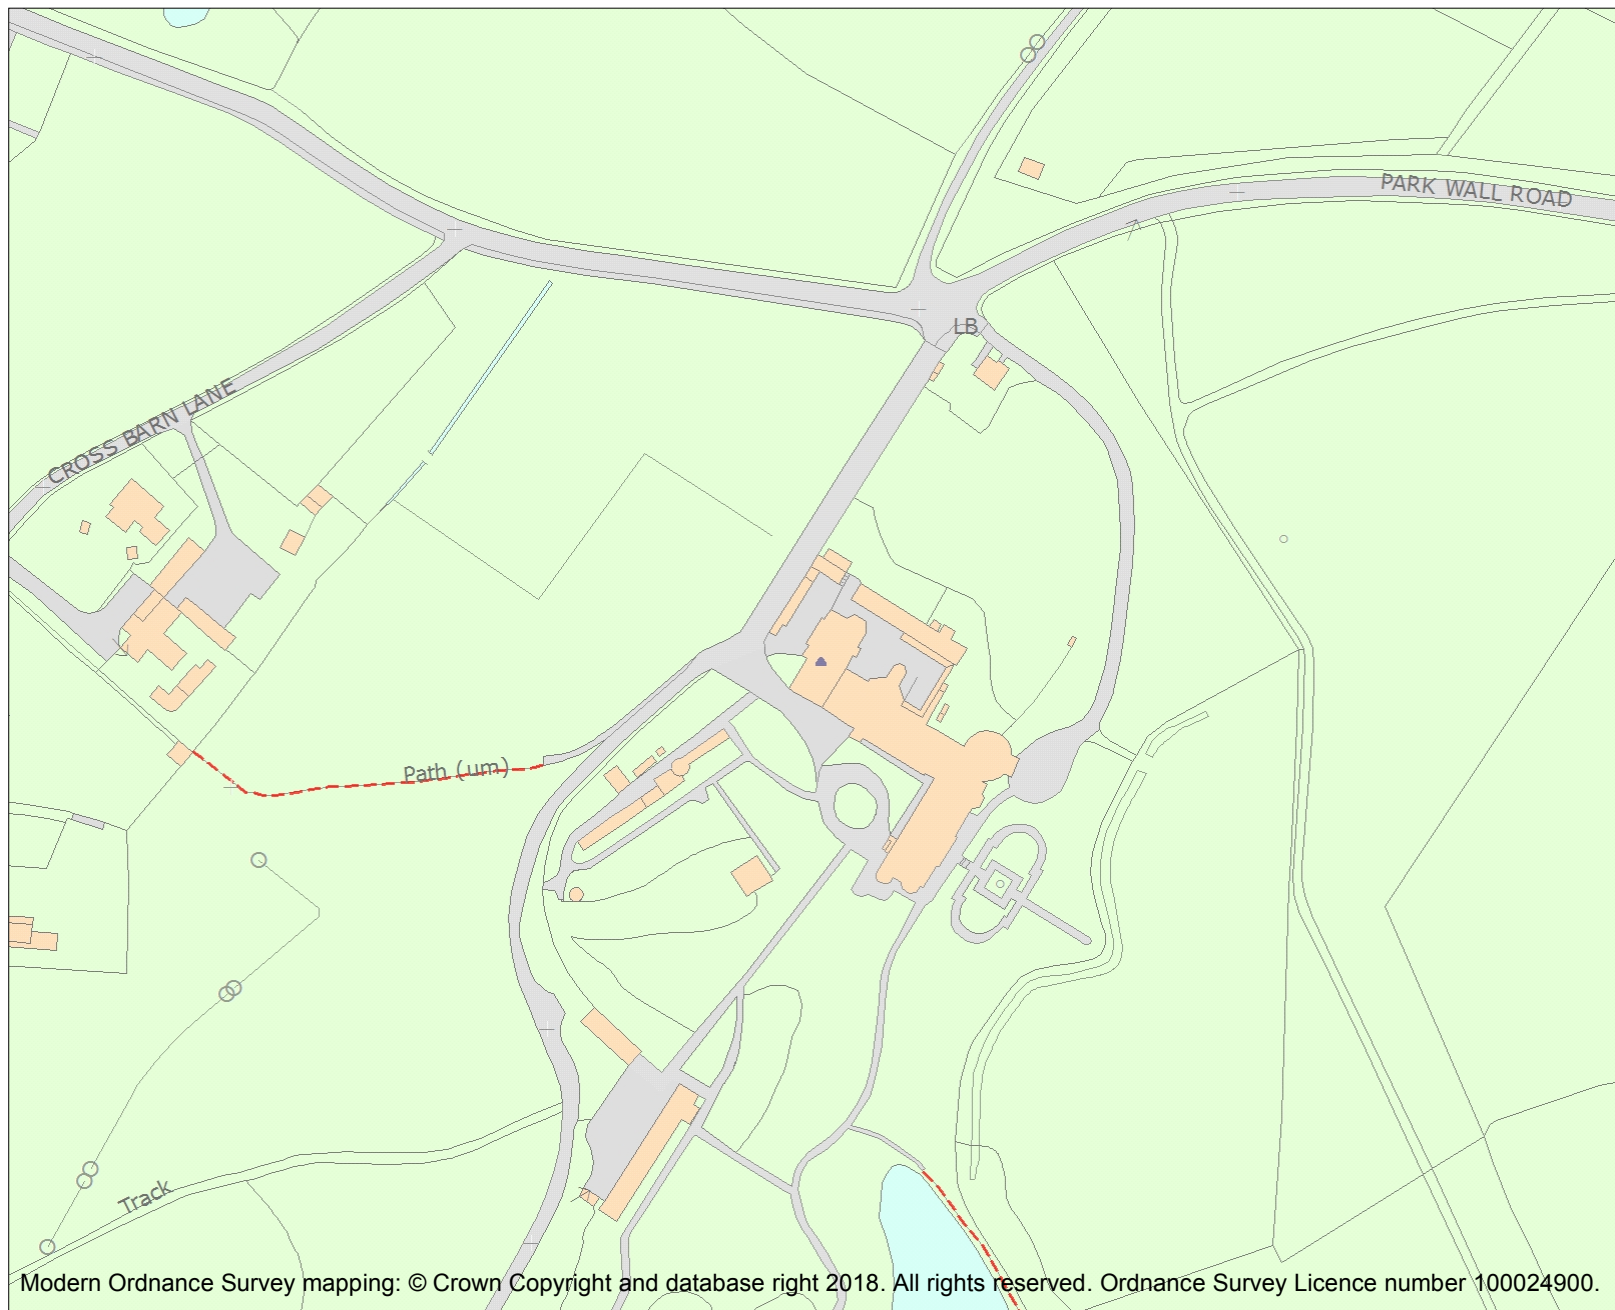 PARK WALL ROAD
LB
CROSS BARN LANE
Path (um)
Track
Modern Ordnance Survey mapping: © Crown Copyright and database right 2018. All rights reserved. Ordnance Survey Licence number 100024900.